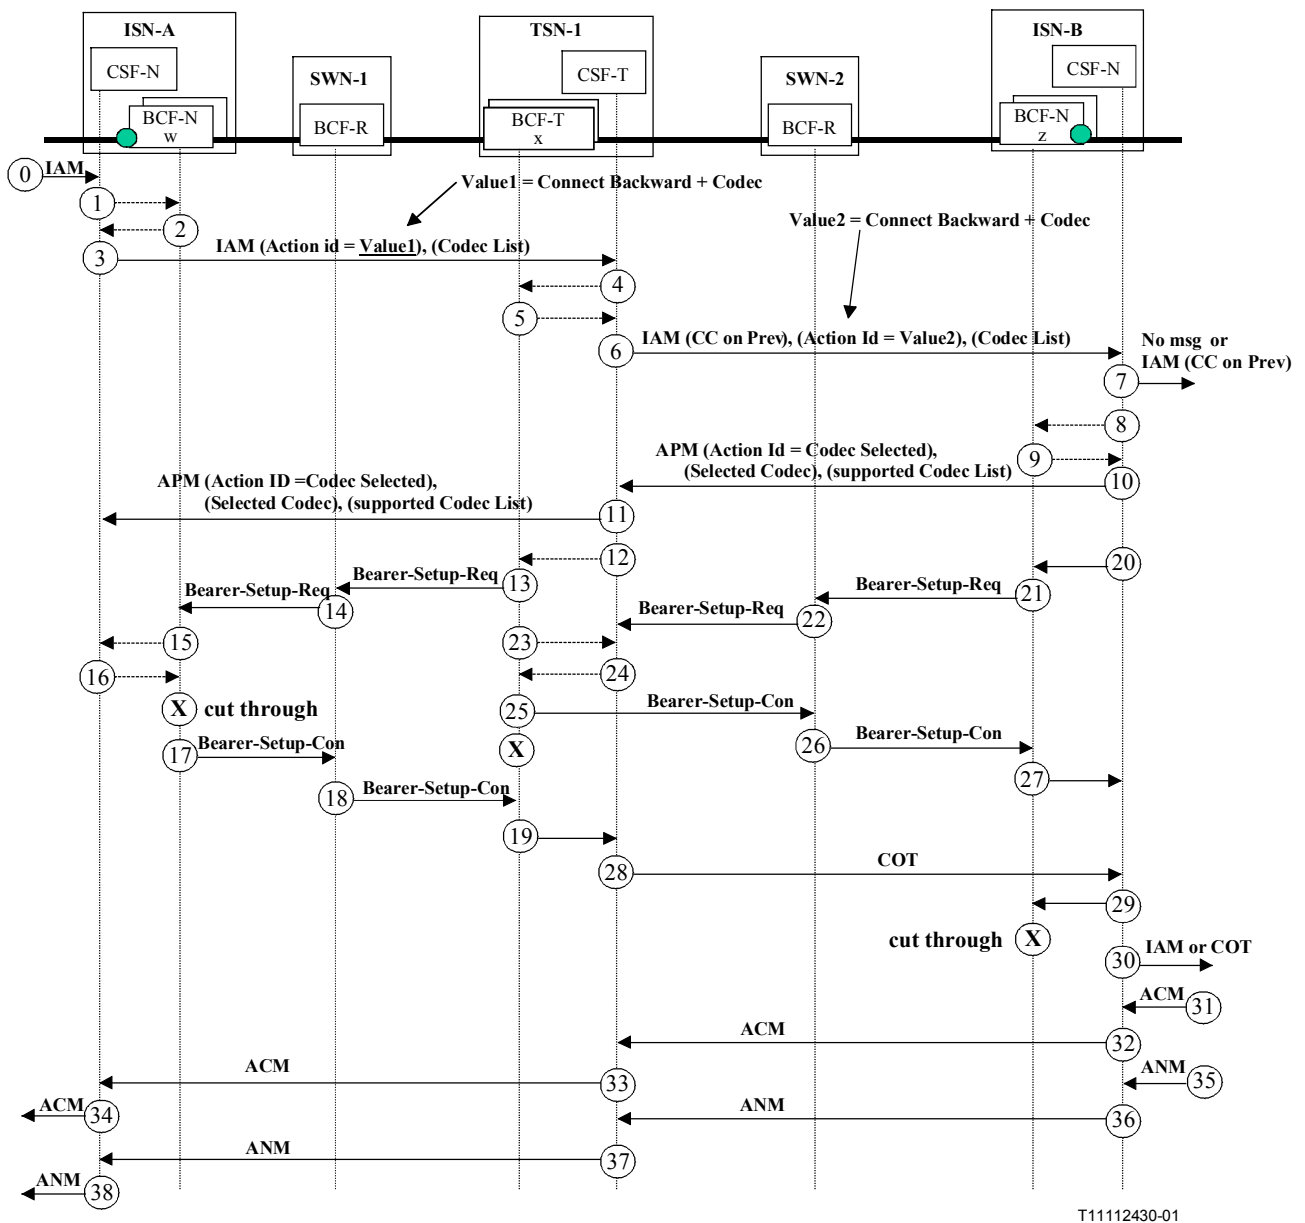 ISN-A
TSN-1
ISN-B
CSF-N
SWN-1
CSF-T
SWN-2
CSF-N
BCF-N
w
BCF-R
BCF-T
x
BCF-R
BCF-N
z
0
IAM
Value1 = Connect Backward + Codec
1
Value2 = Connect Backward + Codec
2
IAM (Action id = Value1), (Codec List)
3
4
5
IAM (CC on Prev), (Action Id = Value2), (Codec List)
6
No msg or
IAM (CC on Prev)
7
8
APM (Action Id = Codec Selected),
(Selected Codec), (supported Codec List)
9
10
APM (Action ID =Codec Selected),
(Selected Codec), (supported Codec List)
11
12
20
Bearer-Setup-Req
13
Bearer-Setup-Req
14
Bearer-Setup-Req
21
Bearer-Setup-Req
22
15
23
16
24
X
cut through
25
Bearer-Setup-Con
17
Bearer-Setup-Con
X
26
Bearer-Setup-Con
27
18
Bearer-Setup-Con
19
28
COT
29
cut through
X
30
IAM or COT
ACM
31
ACM
32
ACM
33
ANM
35
ACM
34
ANM
36
ANM
37
ANM
38
T11112430-01